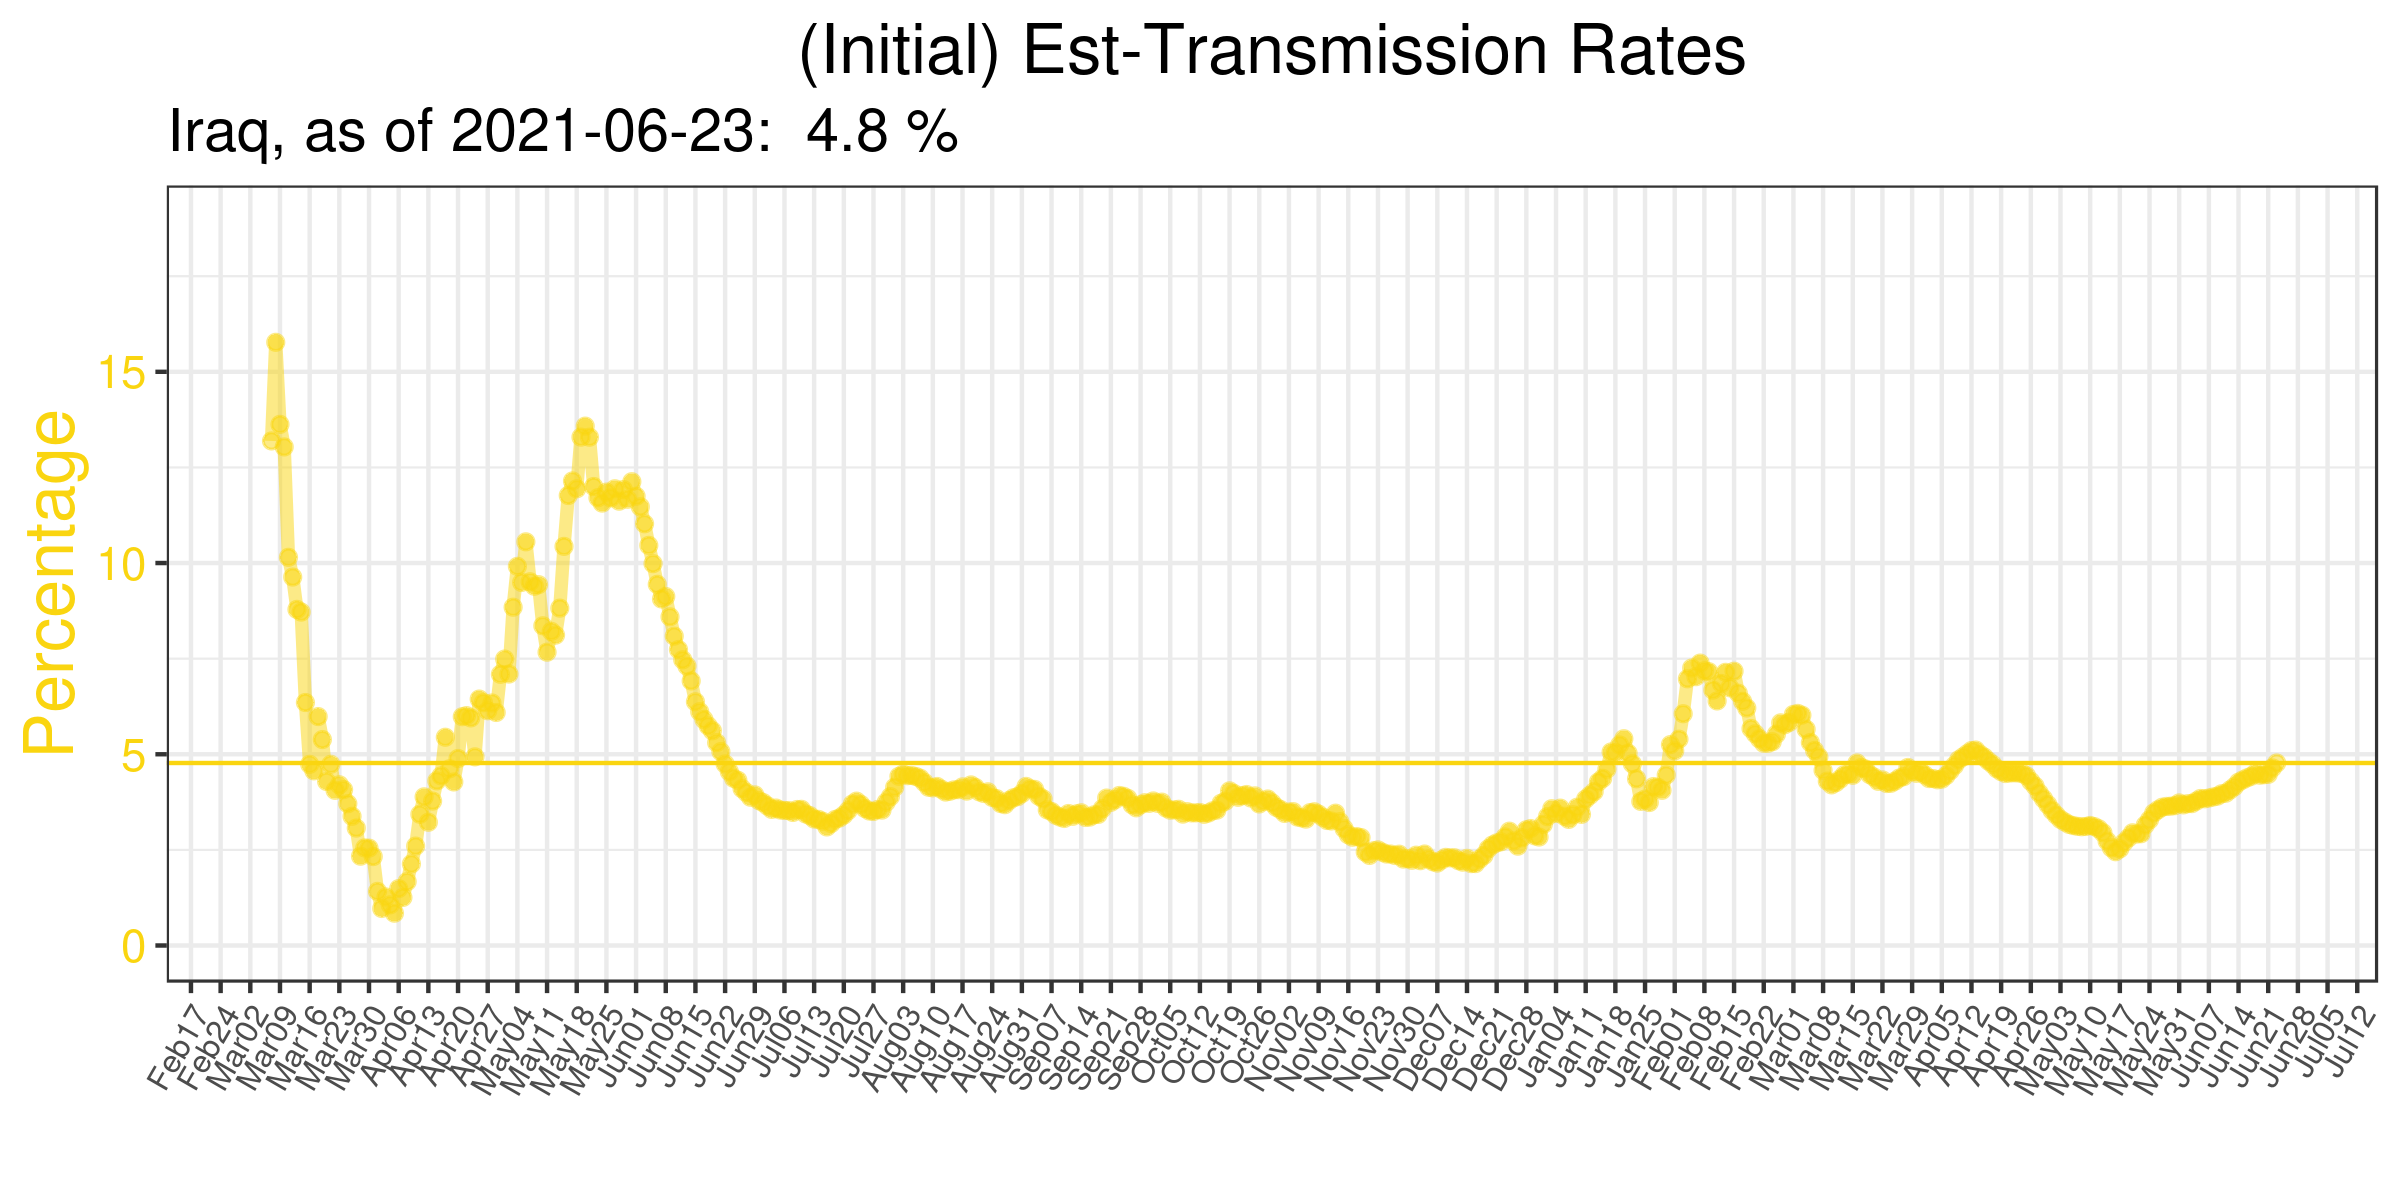 (Initial) Est-Transmission Rates
Iraq, as of 2021-06-23:  4.8 %
Percentage
15
10
5
0
Feb17
Feb24
Mar02
Mar09
Mar16
Mar23
Mar30
Apr06
Apr13
Apr20
Apr27
May04
May11
May18
May25
Jun01
Jun08
Jun15
Jun22
Jun29
Jul06
Jul13
Jul20
Jul27
Aug03
Aug10
Aug17
Aug24
Aug31
Sep07
Sep14
Sep21
Sep28
Oct05
Oct12
Oct19
Oct26
Nov02
Nov09
Nov16
Nov23
Nov30
Dec07
Dec14
Dec21
Dec28
Jan04
Jan11
Jan18
Jan25
Feb01
Feb08
Feb15
Feb22
Mar01
Mar08
Mar15
Mar22
Mar29
Apr05
Apr12
Apr19
Apr26
May03
May10
May17
May24
May31
May07
Jun14
Jun21
Jun28
Jul05
Jul12